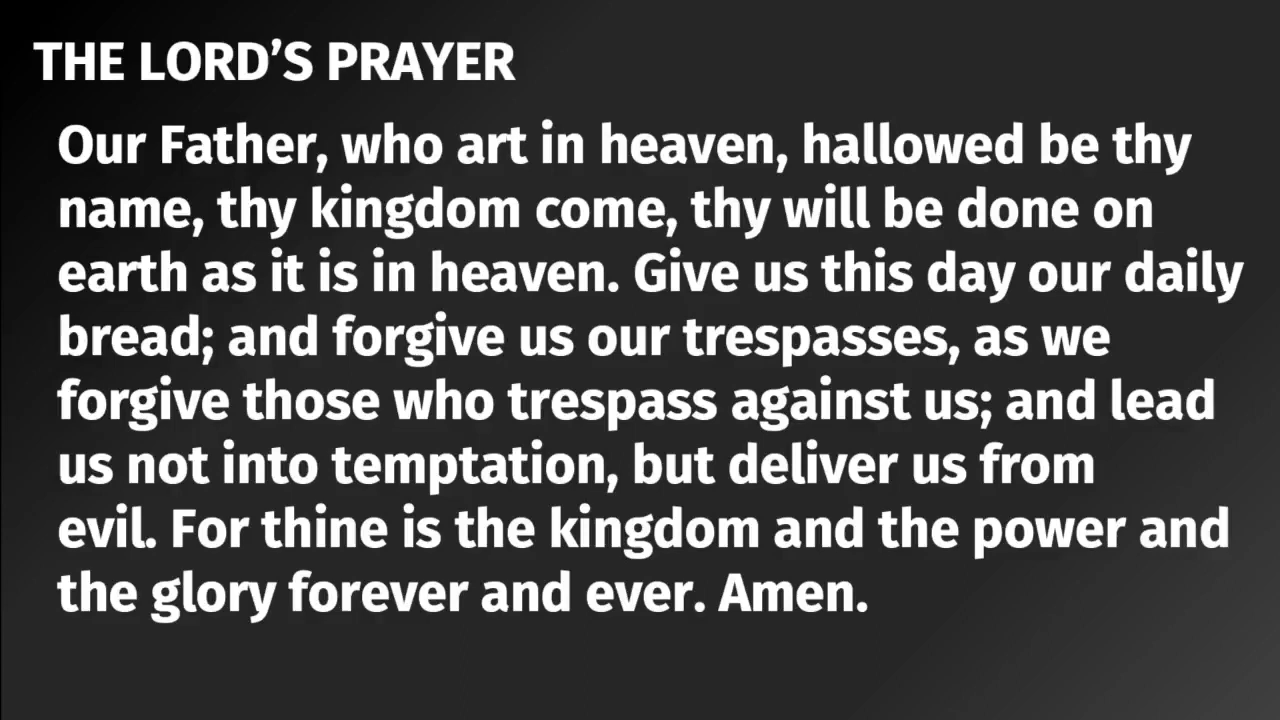 THE LORD’S PRAYER
Our Father, who art in heaven, hallowed be thy
name, thy kingdom come, thy will be done on
earth as it is in heaven. Give us this day our daily
bread; and forgive us our trespasses, as we
forgive those who trespass against us; and lead
us not into temptation, but deliver us from
evil. For thine is the kingdom and the power and
the glory forever and ever. Amen.